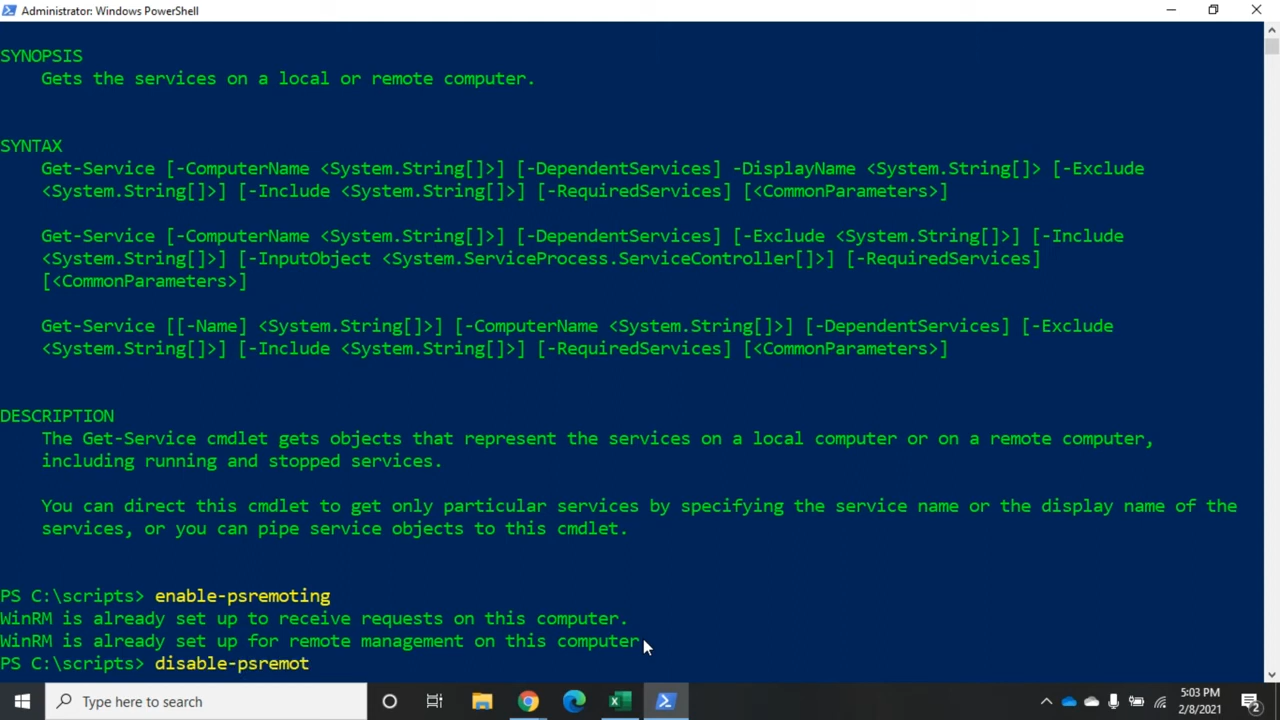 Administrator: Windows PowerShell
SYNOPSIS
Gets the services on a local or remote computer.
SYNTAX
Get-Service [-ComputerName <System.String[]>] [-DependentServices] -DisplayName <System.String[]> [-Exclude
<System.String[]>] [-Include <System.String[]>] [-RequiredServices] [<CommonParameters>]
Get-Service [-ComputerName <System.String[]>] [-DependentServices] [-Exclude <System.String[]>] [-Include
<System.String[]>] [-InputObject <System.ServiceProcess.ServiceController[]>] [-RequiredServices]
[<CommonParameters>]
Get-Service [[-Name] <System.String[]>] [-ComputerName <System.String[]>] [-DependentServices] [-Exclude
<System.String[]>] [-Include <System.String[]>] [-RequiredServices] [<CommonParameters>]
DESCRIPTION
The Get-Service cmdlet gets objects that represent the services on a local computer or on a remote computer,
including running and stopped services.
You can direct this cmdlet to get only particular services by specifying the service name or the display name of the
services, or you can pipe service objects to this cmdlet.
PS C:\scripts> enable-psremoting
WinRM is already set up to receive requests on this computer.
WinRM is already set up for remote management on this computer.
PS C:\scripts> disable-psremot
Type here to search
5:03 PM
2/8/2021
2